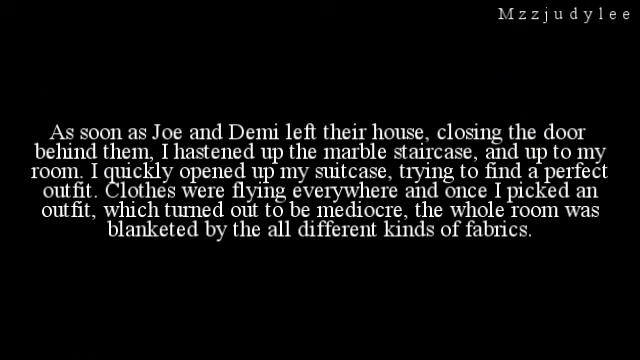 M z z j u d y l e e
As soon as Joe and Demi left their house, closing the door
behind them, I hastened up the marble staircase, and up to my
room. I quickly opened up my suitcase, trying to find a perfect
outfit. Clothes were flying everywhere and once I picked an
outfit, which turned out to be mediocre, the whole room was
blanketed by the all different kinds of fabrics.